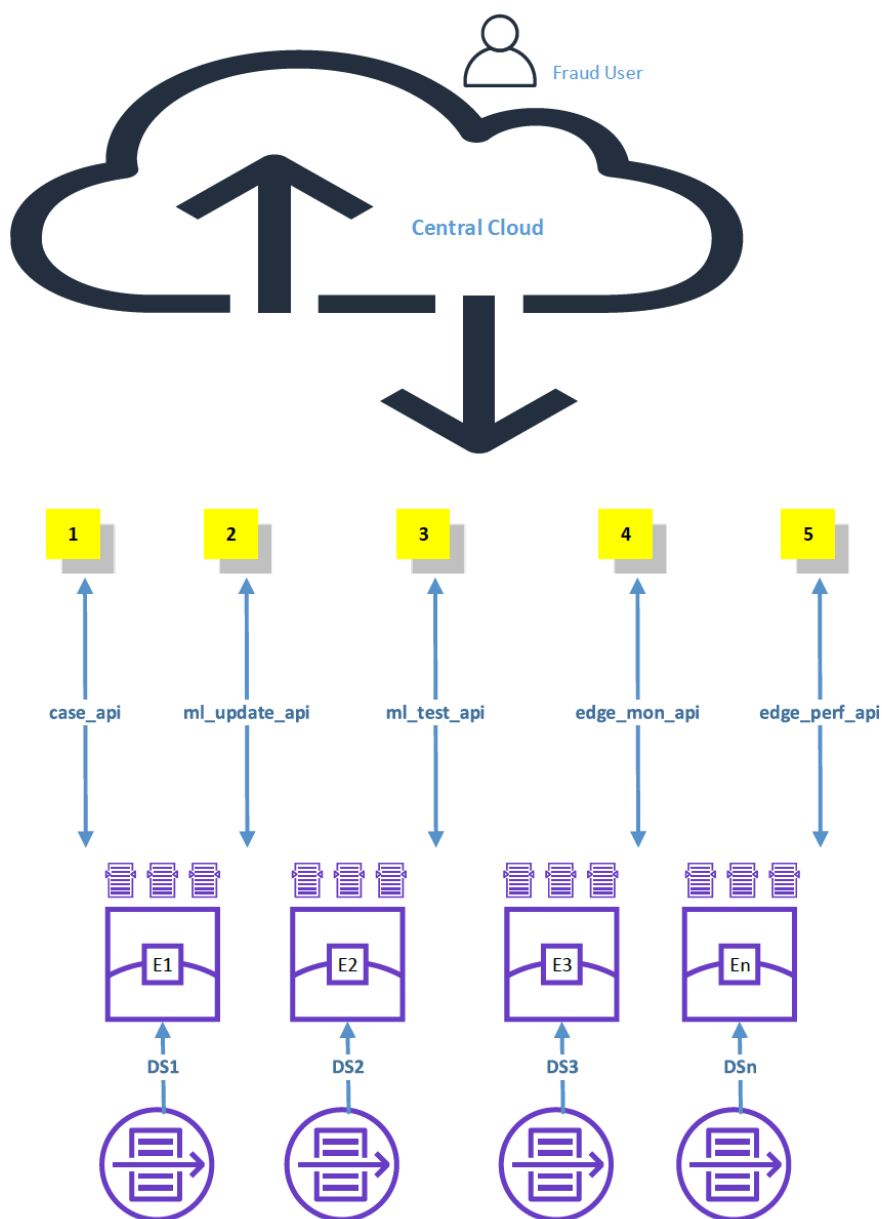 Fraud User
Central Cloud
1 2 3 4 5
case_api ml_update_api ml_test_api edge_mon_api edge_perf_api
E1 E2 E3 En
DS1 DS2 DS3 DSn